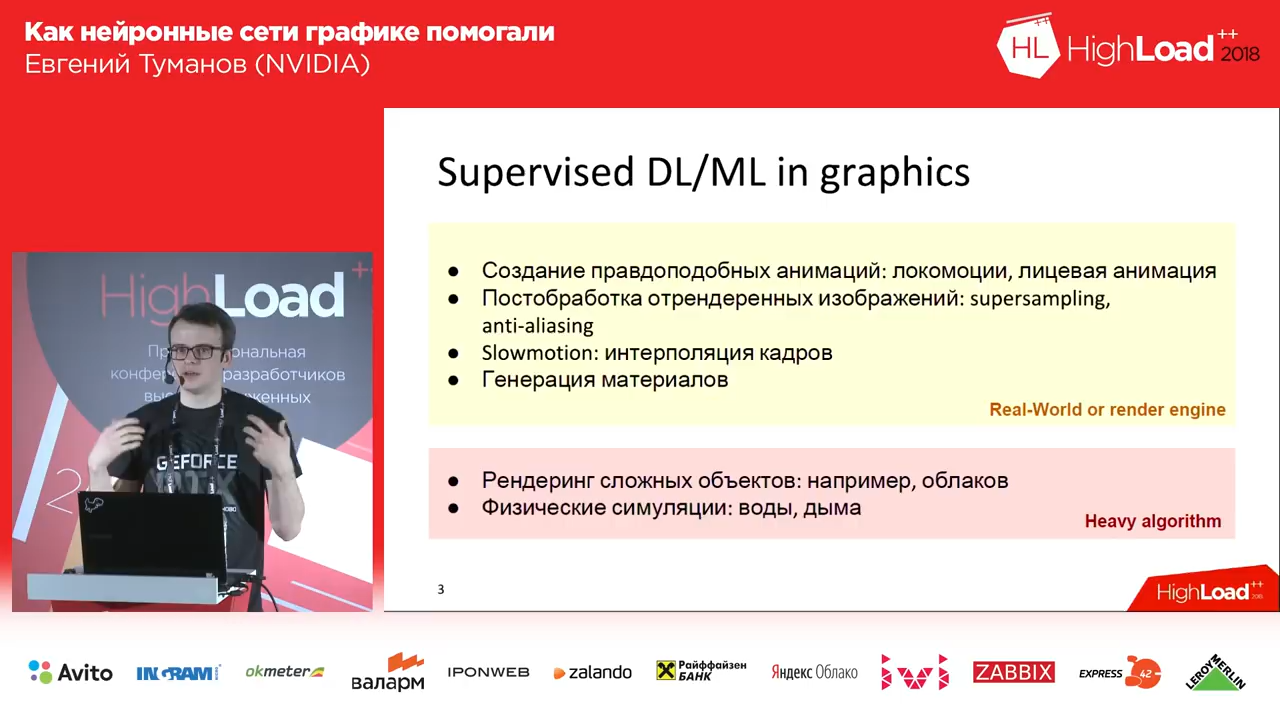 Как нейронные сети графике помогали
Евгений Туманов (NVIDIA)
HL HighLoad++ 2018
Supervised DL/ML in graphics
● Создание правдоподобных анимаций: локомоции, лицевая анимация
● Постобработка отрендеренных изображений: supersampling,
anti-aliasing
● Slowmotion: интерполяция кадров
● Генерация материалов
Real-World or render engine
● Рендеринг сложных объектов: например, облаков
● Физические симуляции: воды, дыма
Heavy algorithm
3
HighLoad++ 2018
HighLoad++
GEFORCE
Avito
INGRAM
okmeter
валарм
IPONWEB
zalando
Райффайзен
БАНК
Яндекс Облако
ivi
ZABBIX
EXPRESS 42
LEROY MERLIN